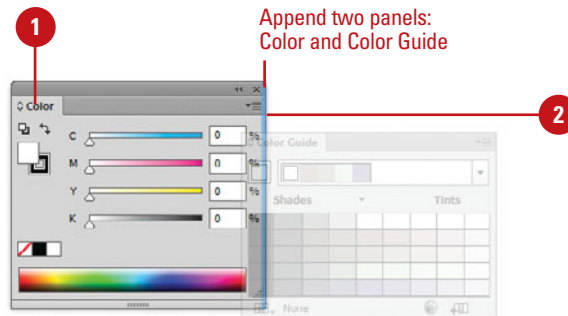 1
Append two panels:
Color and Color Guide
Color
2
C 0 %
Color Guide
M 0 %
Y 0 %
Shades Tints
K 0 %
None